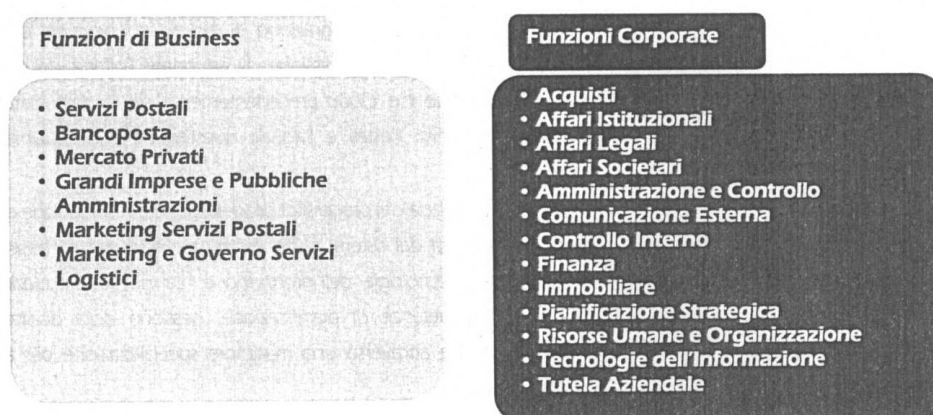 Funzioni di Business
• Servizi Postali
• Bancoposta
• Mercato Privati
• Grandi Imprese e Pubbliche
Amministrazioni
• Marketing Servizi Postali
• Marketing e Governo Servizi
Logistici
Funzioni Corporate
• Acquisti
• Affari Istituzionali
• Affari Legali
• Affari Societari
• Amministrazione e Controllo
• Comunicazione Esterna
• Controllo Interno
• Finanza
• Immobiliare
• Pianificazione Strategica
• Risorse Umane e Organizzazione
• Tecnologie dell'Informazione
• Tutela Aziendale